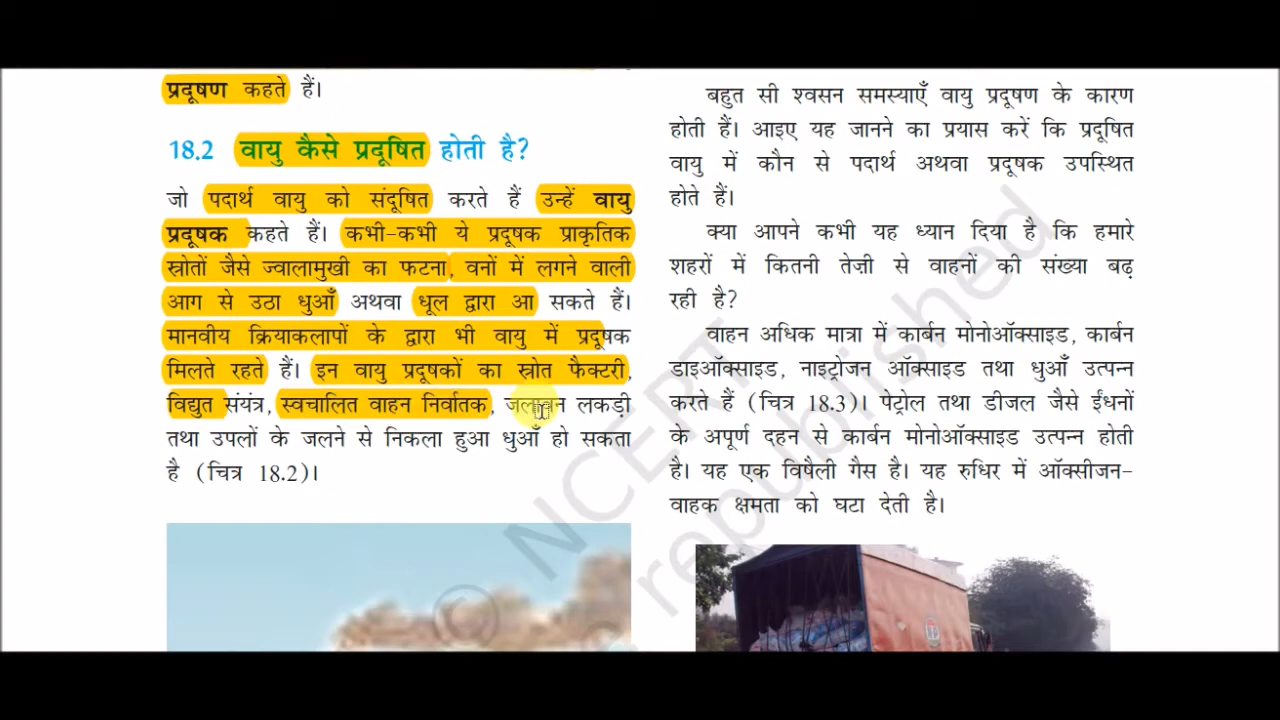 प्रदूषण कहते हैं।
18.2 वायु कैसे प्रदूषित होती है?
जो पदार्थ वायु को संदूषित करते हैं उन्हें वायु
प्रदूषक कहते हैं। कभी-कभी ये प्रदूषक प्राकृतिक
स्रोतों जैसे ज्वालामुखी का फटना, वनों में लगने वाली
आग से उठा धुआँ अथवा धूल द्वारा आ सकते हैं।
मानवीय क्रियाकलापों के द्वारा भी वायु में प्रदूषक
मिलते रहते हैं। इन वायु प्रदूषकों का स्रोत फैक्टरी,
विद्युत संयंत्र, स्वचालित वाहन निर्वातक, जलावन लकड़ी
तथा उपलों के जलने से निकला हुआ धुआँ हो सकता
है (चित्र 18.2)।
बहुत सी श्वसन समस्याएँ वायु प्रदूषण के कारण
होती हैं। आइए यह जानने का प्रयास करें कि प्रदूषित
वायु में कौन से पदार्थ अथवा प्रदूषक उपस्थित
होते हैं।
क्या आपने कभी यह ध्यान दिया है कि हमारे
शहरों में कितनी तेज़ी से वाहनों की संख्या बढ़
रही है?
वाहन अधिक मात्रा में कार्बन मोनोऑक्साइड, कार्बन
डाइऑक्साइड, नाइट्रोजन ऑक्साइड तथा धुआँ उत्पन्न
करते हैं (चित्र 18.3)। पेट्रोल तथा डीजल जैसे ईंधनों
के अपूर्ण दहन से कार्बन मोनोऑक्साइड उत्पन्न होती
है। यह एक विषैली गैस है। यह रुधिर में ऑक्सीजन-
वाहक क्षमता को घटा देती है।
© NCERT
republished